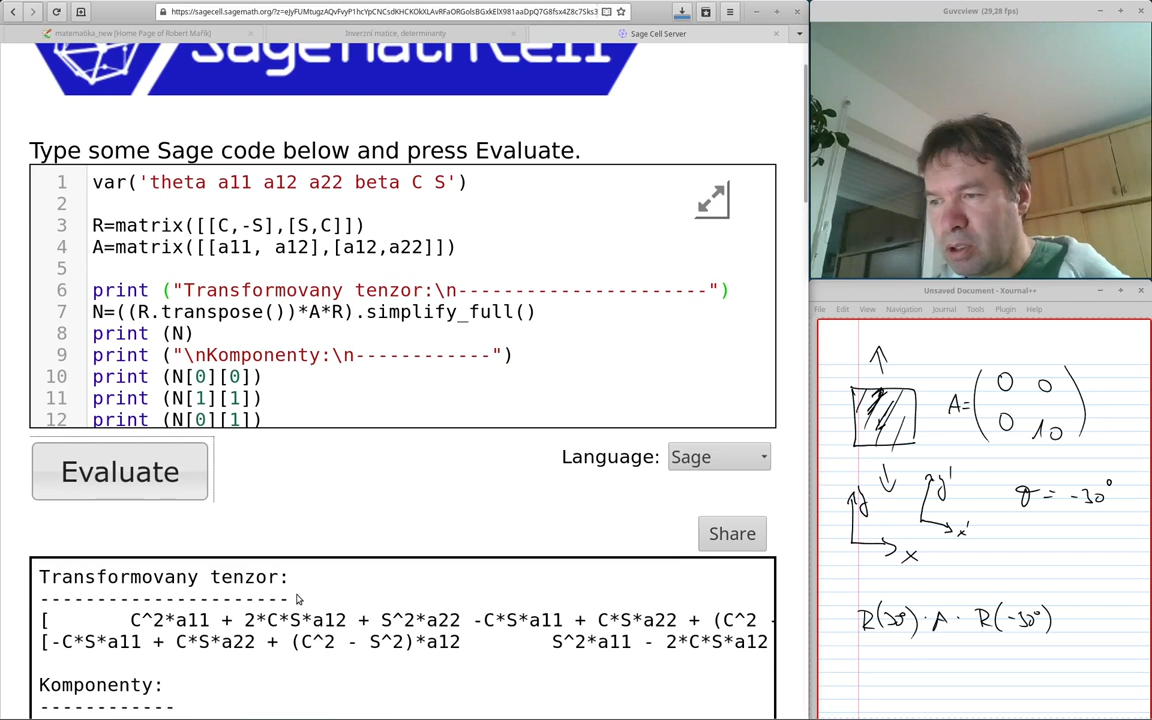 https://sagecell.sagemath.org/?z=eJyFUMtugzAQvFvyP1hcYpCNCsdKHCKOkXLAvRFaORGolsBGxkElX981aaDpQ7G8fsx4Z8c7Sks3
matematika_new [Home Page of Robert Mařík]
Inverzní matice, determinanty
Sage Cell Server
SageMathCell
Type some Sage code below and press Evaluate.
1 var('theta a11 a12 a22 beta C S')
2
3 R=matrix([[C,-S],[S,C]])
4 A=matrix([[a11, a12],[a12,a22]])
5
6 print ("Transformovany tenzor:\n----------------------")
7 N=((R.transpose())*A*R).simplify_full()
8 print (N)
9 print ("\nKomponenty:\n------------")
10 print (N[0][0])
11 print (N[1][1])
12 print (N[0][1])
Evaluate
Language: Sage
Share
Transformovany tenzor:
----------------------
[ C^2*a11 + 2*C*S*a12 + S^2*a22 -C*S*a11 + C*S*a22 + (C^2 -
[-C*S*a11 + C*S*a22 + (C^2 - S^2)*a12 S^2*a11 - 2*C*S*a12
Komponenty:
------------
Guvcview (29,28 fps)
Unsaved Document - Xournal++
File Edit View Navigation Journal Tools Plugin Help
A = ( 0 0
0 10 )
y
x
y'
x'
φ = -30°
R(30°) · A · R(-30°)